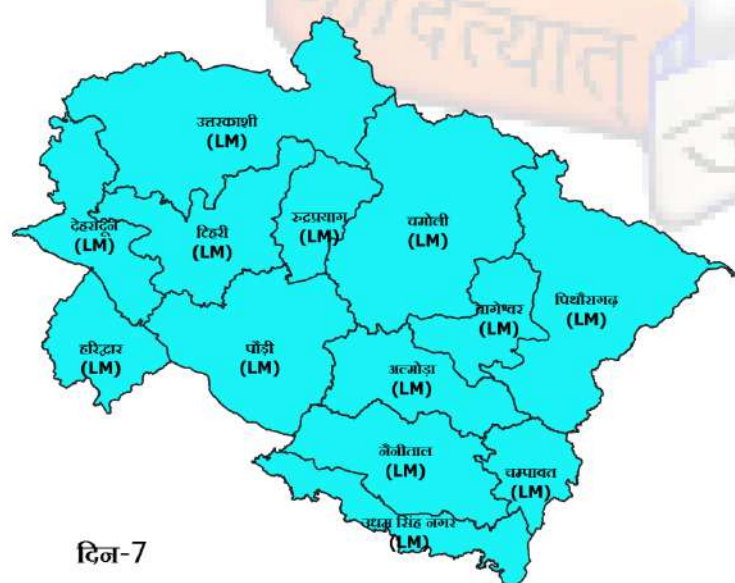 आदित्यात
उत्तरकाशी
(LM)
देहरादून
(LM)
टिहरी
(LM)
रुद्रप्रयाग
(LM)
चमोली
(LM)
बागेश्वर
(LM)
पिथौरागढ़
(LM)
हरिद्वार
(LM)
पौड़ी
(LM)
अल्मोड़ा
(LM)
नैनीताल
(LM)
चम्पावत
(LM)
उधम सिंह नगर
(LM)
दिन-7